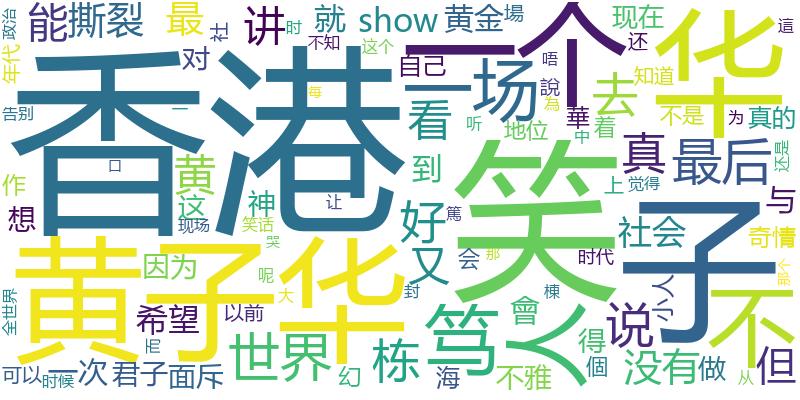 政治 能 撕裂 最 社 讲 时 就 show 黄金 場 一个 现在 华 這
年代 对 不知 这个 自己 唔 还 知道
告别 香港 一 每 看 一场 說 為 去 不是 为 真的
听 地位 華 着 中 还是
口 黄 到 笑 真 最后
作 想 这 神 让 好 笃 上 觉得 子 与
现场 笑话 哭 篤 社会 奇情
全世界 黄子华 因为 呢 又 会 那 时代 不 那个
希望 以前 大 封 棟 會 人 说 小人
而 世界 栋 笃 得 個 没有 做 但
可以 时候 一次 君子 面斥 幻 海 不雅 从